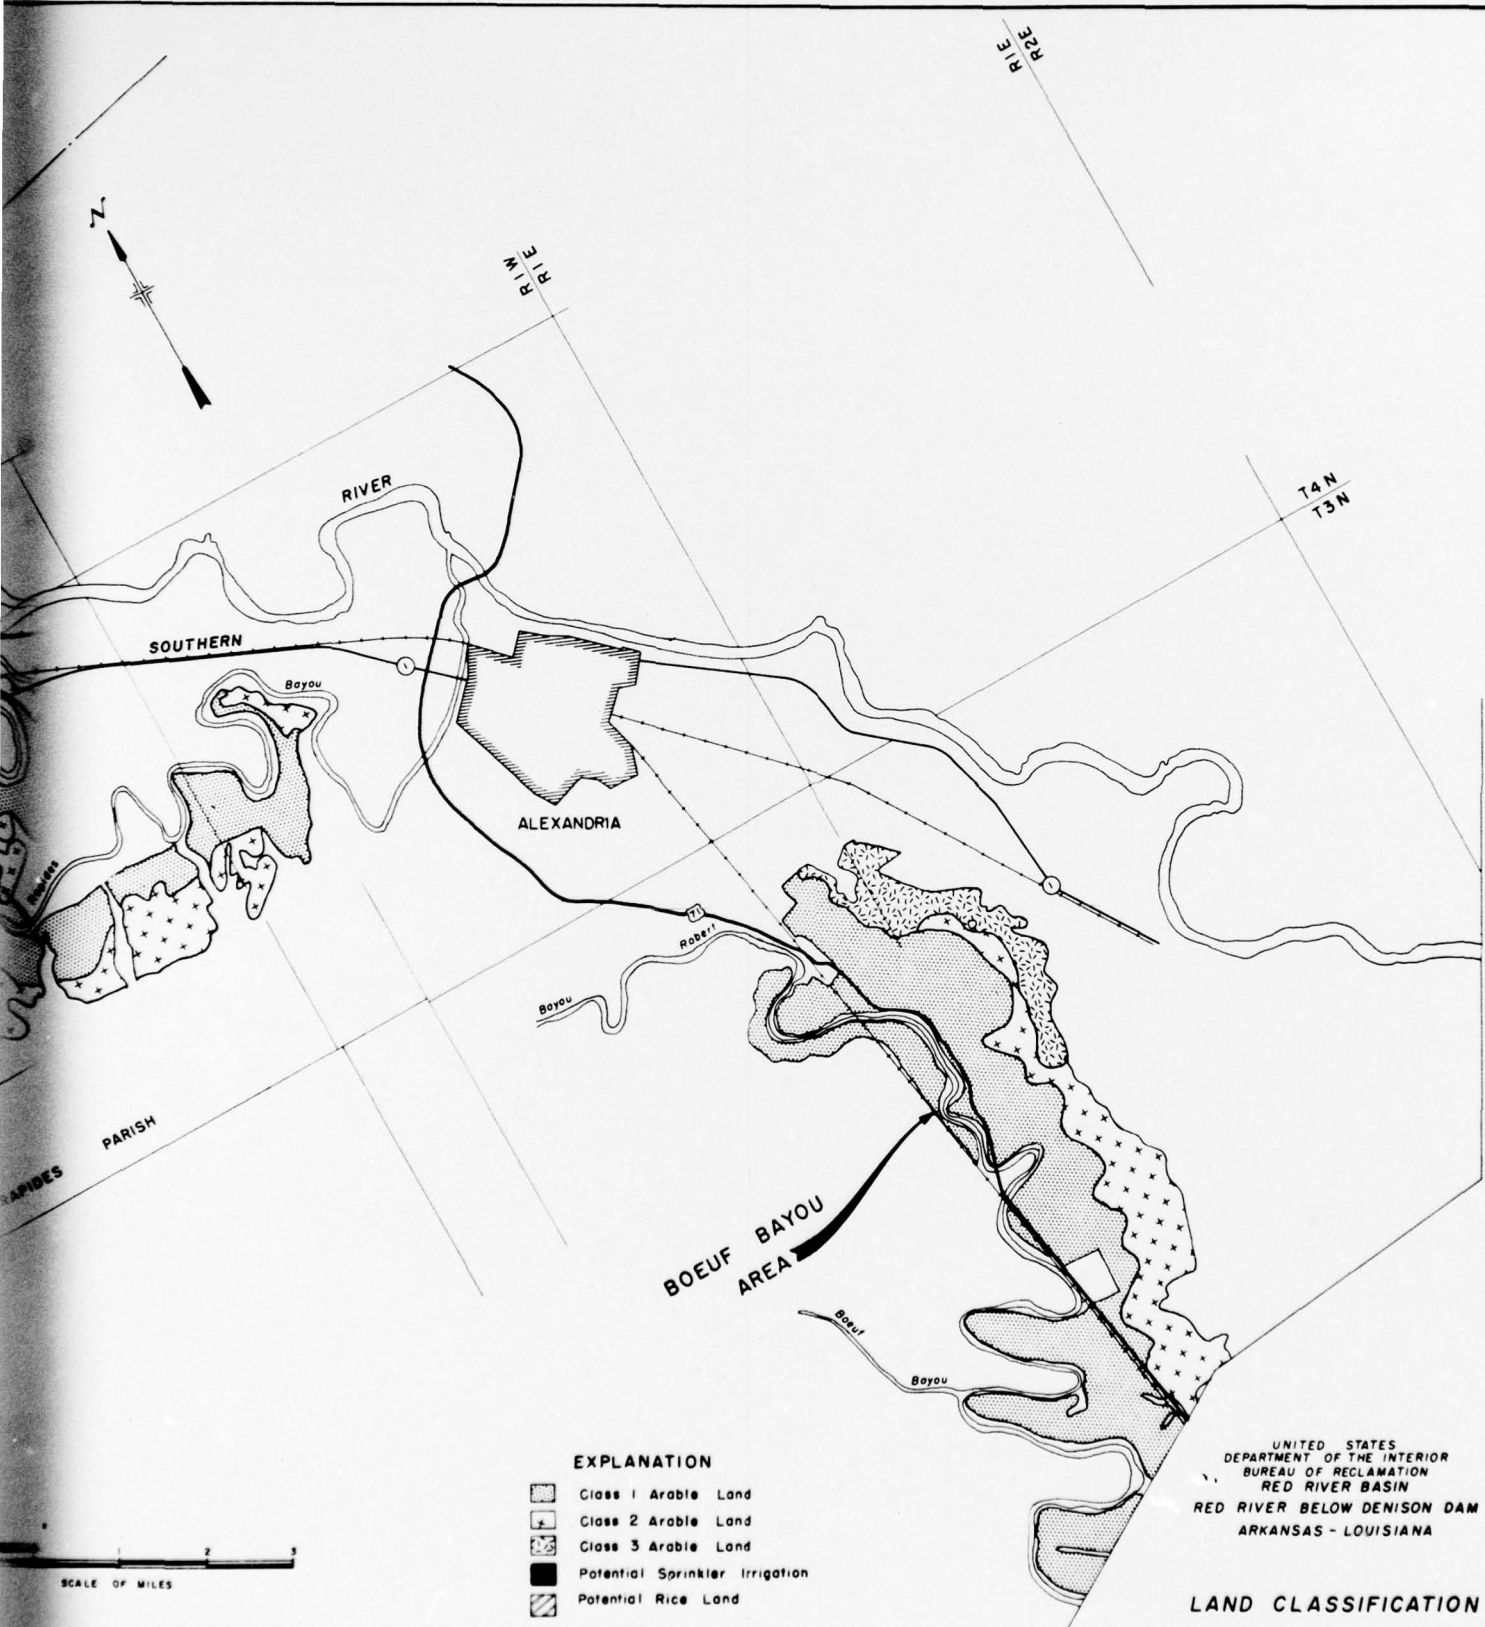 R1E
R2E
N
R1W
R1E
RIVER
T4N
T3N
SOUTHERN
1
Bayou
ALEXANDRIA
1
71
Robert
Bayou
Rapides
PARISH
RAPIDES
BOEUF BAYOU
AREA
Boeuf
Bayou
EXPLANATION
Class 1 Arable Land
Class 2 Arable Land
Class 3 Arable Land
Potential Sprinkler Irrigation
Potential Rice Land
2 3
SCALE OF MILES
UNITED STATES
DEPARTMENT OF THE INTERIOR
BUREAU OF RECLAMATION
RED RIVER BASIN
RED RIVER BELOW DENISON DAM
ARKANSAS - LOUISIANA
LAND CLASSIFICATION